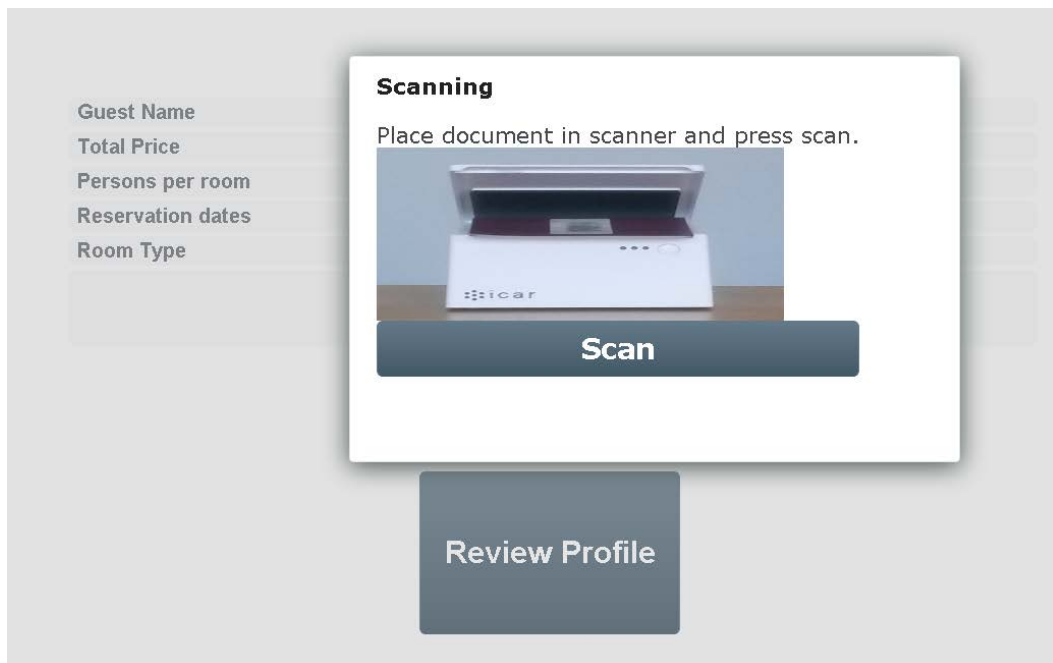 Scanning
Place document in scanner and press scan.
icar
Scan
Guest Name
Total Price
Persons per room
Reservation dates
Room Type
Review Profile